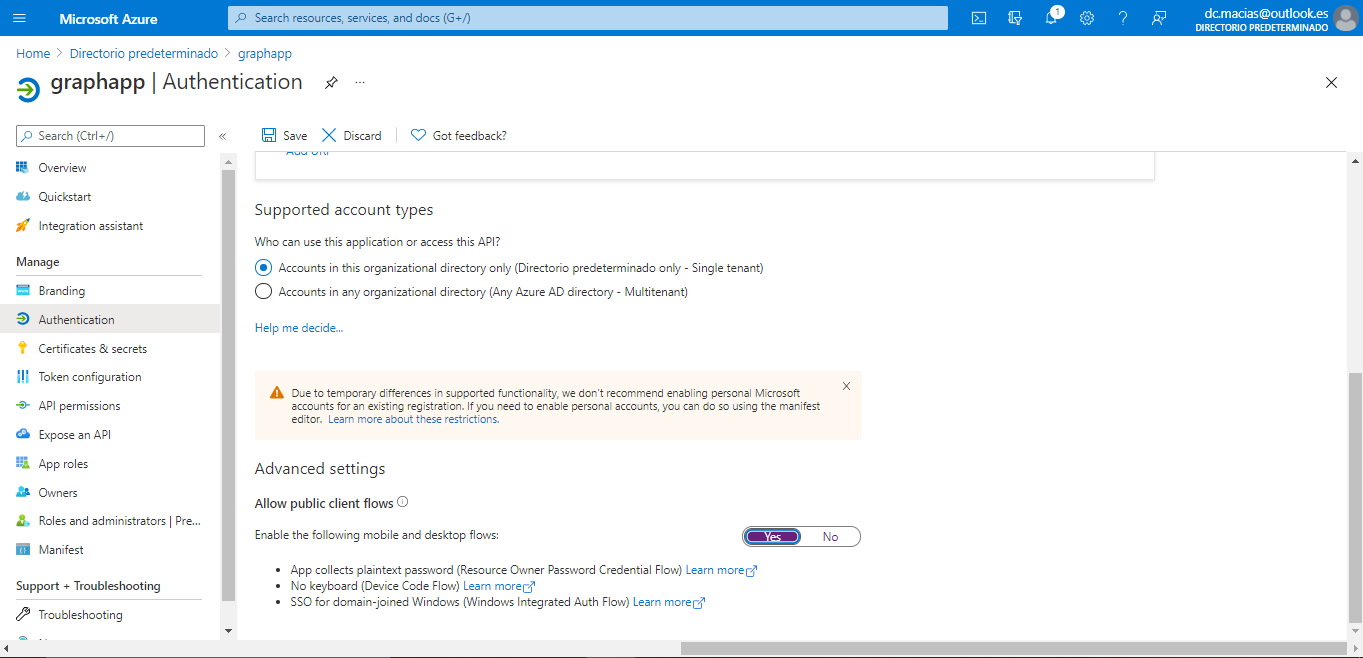 Microsoft Azure
Search resources, services, and docs (G+/)
1
dc.macias@outlook.es
DIRECTORIO PREDETERMINADO
Home > Directorio predeterminado > graphapp
graphapp | Authentication
...
Search (Ctrl+/)
«
Save
Discard
Got feedback?
Overview
Quickstart
Integration assistant
Manage
Branding
Authentication
Certificates & secrets
Token configuration
API permissions
Expose an API
App roles
Owners
Roles and administrators | Pre...
Manifest
Support + Troubleshooting
Troubleshooting
Add URI
Supported account types
Who can use this application or access this API?
Accounts in this organizational directory only (Directorio predeterminado only - Single tenant)
Accounts in any organizational directory (Any Azure AD directory - Multitenant)
Help me decide...
Due to temporary differences in supported functionality, we don't recommend enabling personal Microsoft
accounts for an existing registration. If you need to enable personal accounts, you can do so using the manifest
editor. Learn more about these restrictions.
Advanced settings
Allow public client flows
Enable the following mobile and desktop flows:
Yes
No
• App collects plaintext password (Resource Owner Password Credential Flow) Learn more
• No keyboard (Device Code Flow) Learn more
• SSO for domain-joined Windows (Windows Integrated Auth Flow) Learn more